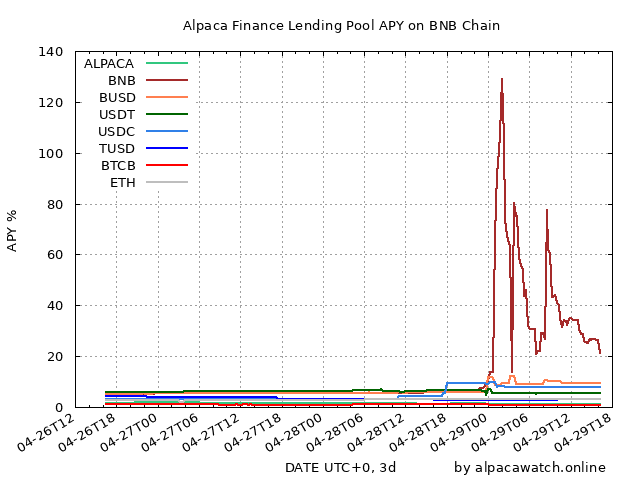 Alpaca Finance Lending Pool APY on BNB Chain
140
120
100
80
60
40
20
0
APY %
ALPACA
BNB
BUSD
USDT
USDC
TUSD
BTCB
ETH
04-26T12
04-26T18
04-27T00
04-27T06
04-27T12
04-27T18
04-28T00
04-28T06
04-28T12
04-28T18
04-29T00
04-29T06
04-29T12
04-29T18
DATE UTC+0, 3d
by alpacawatch.online